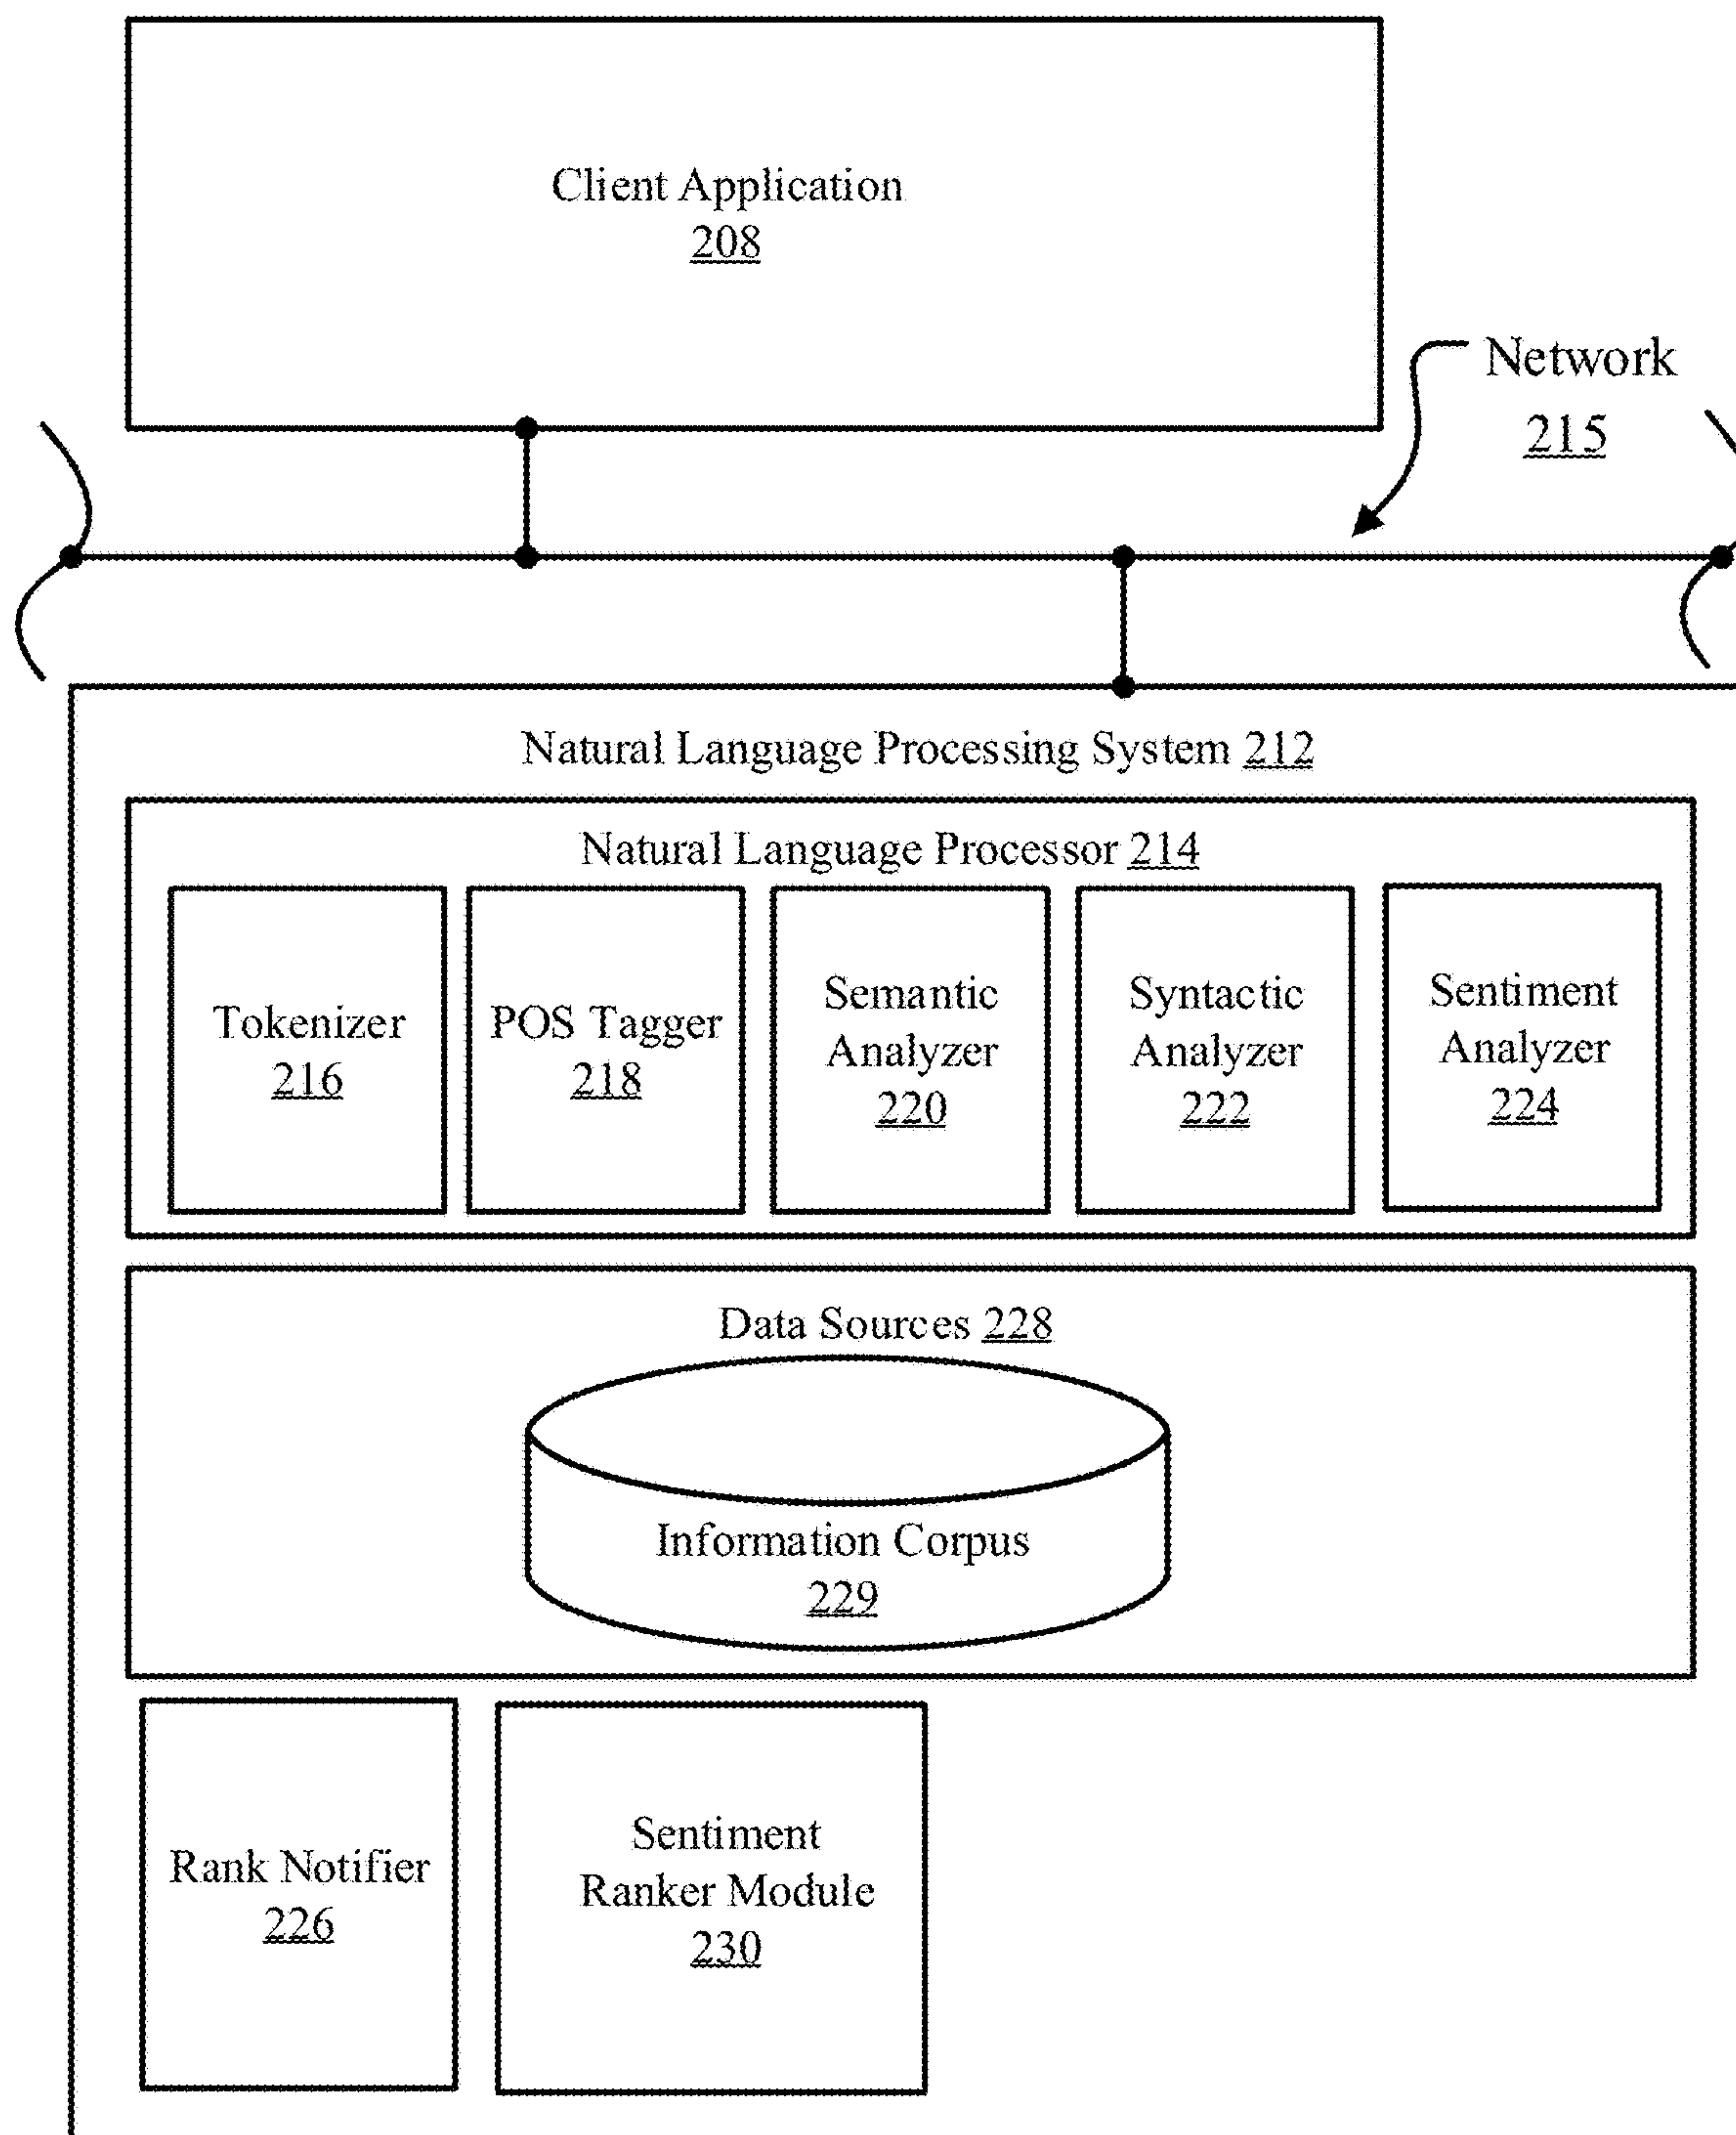 Client Application
208
Network
215
Natural Language Processing System 212
Natural Language Processor 214
Tokenizer
216
POS Tagger
218
Semantic
Analyzer
220
Syntactic
Analyzer
222
Sentiment
Analyzer
224
Data Sources 228
Information Corpus
229
Rank Notifier
226
Sentiment
Ranker Module
230